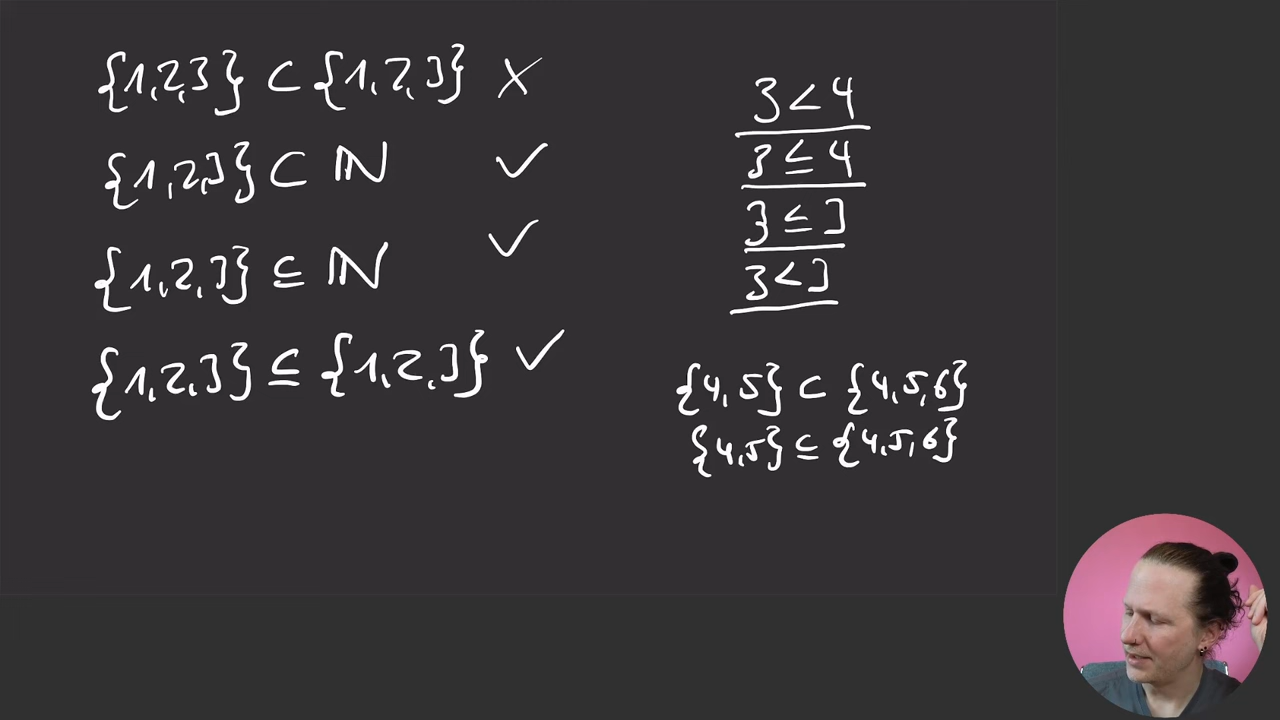 {1,2,3} ⊂ {1,2,3} ✗
{1,2,3} ⊂ ℕ ✓
{1,2,3} ⊆ ℕ ✓
{1,2,3} ⊆ {1,2,3} ✓
3 < 4
3 ≤ 4
3 ≤ 3
3 < 3
{4,5} ⊂ {4,5,6}
{4,5} ⊆ {4,5,6}